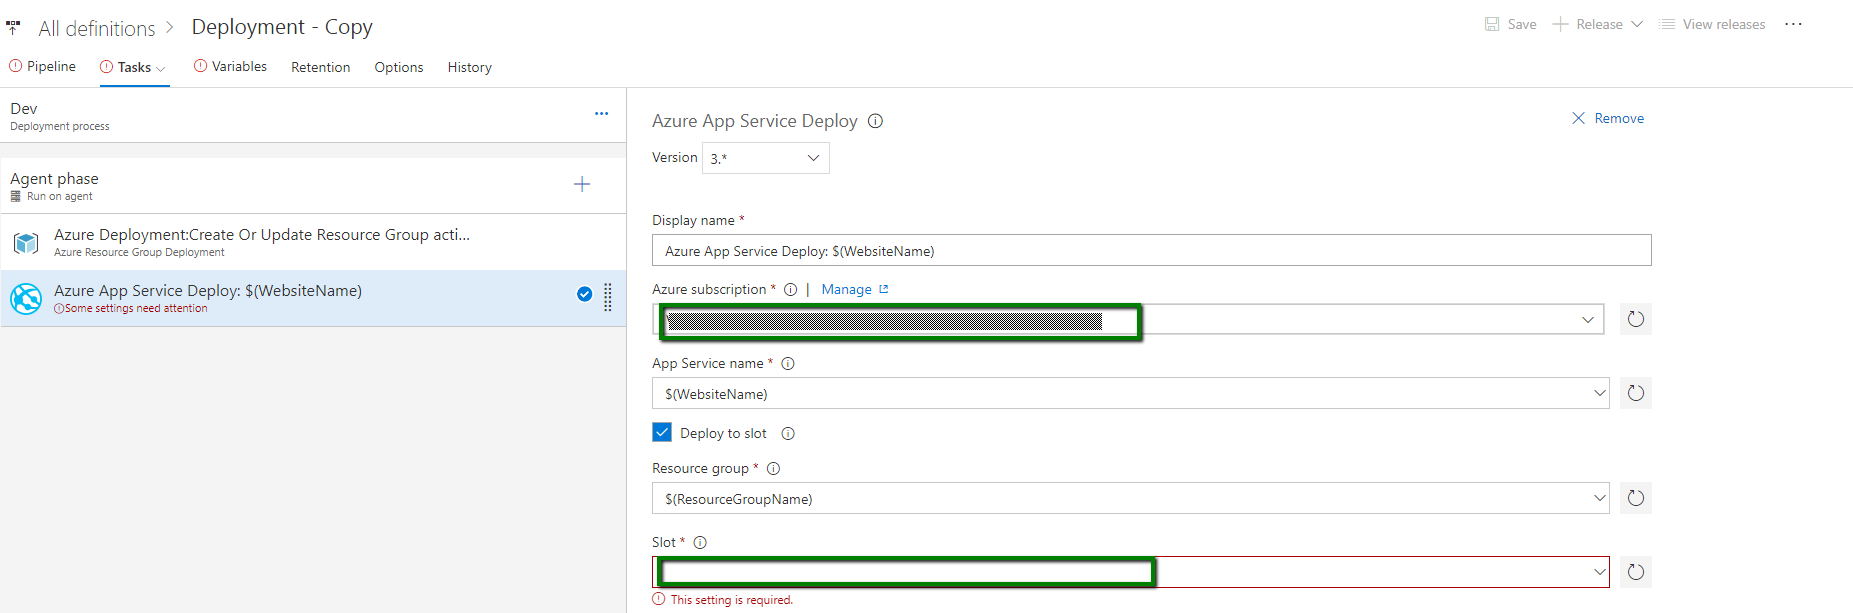 All definitions > Deployment - Copy
Save + Release View releases ...
Pipeline Tasks Variables Retention Options History
Dev
Deployment process
...
Agent phase
Run on agent
Azure Deployment:Create Or Update Resource Group acti...
Azure Resource Group Deployment
Azure App Service Deploy: $(WebsiteName)
Some settings need attention
Azure App Service Deploy
Remove
Version 3.*
Display name *
Azure App Service Deploy: $(WebsiteName)
Azure subscription * | Manage
App Service name *
$(WebsiteName)
Deploy to slot
Resource group *
$(ResourceGroupName)
Slot *
This setting is required.